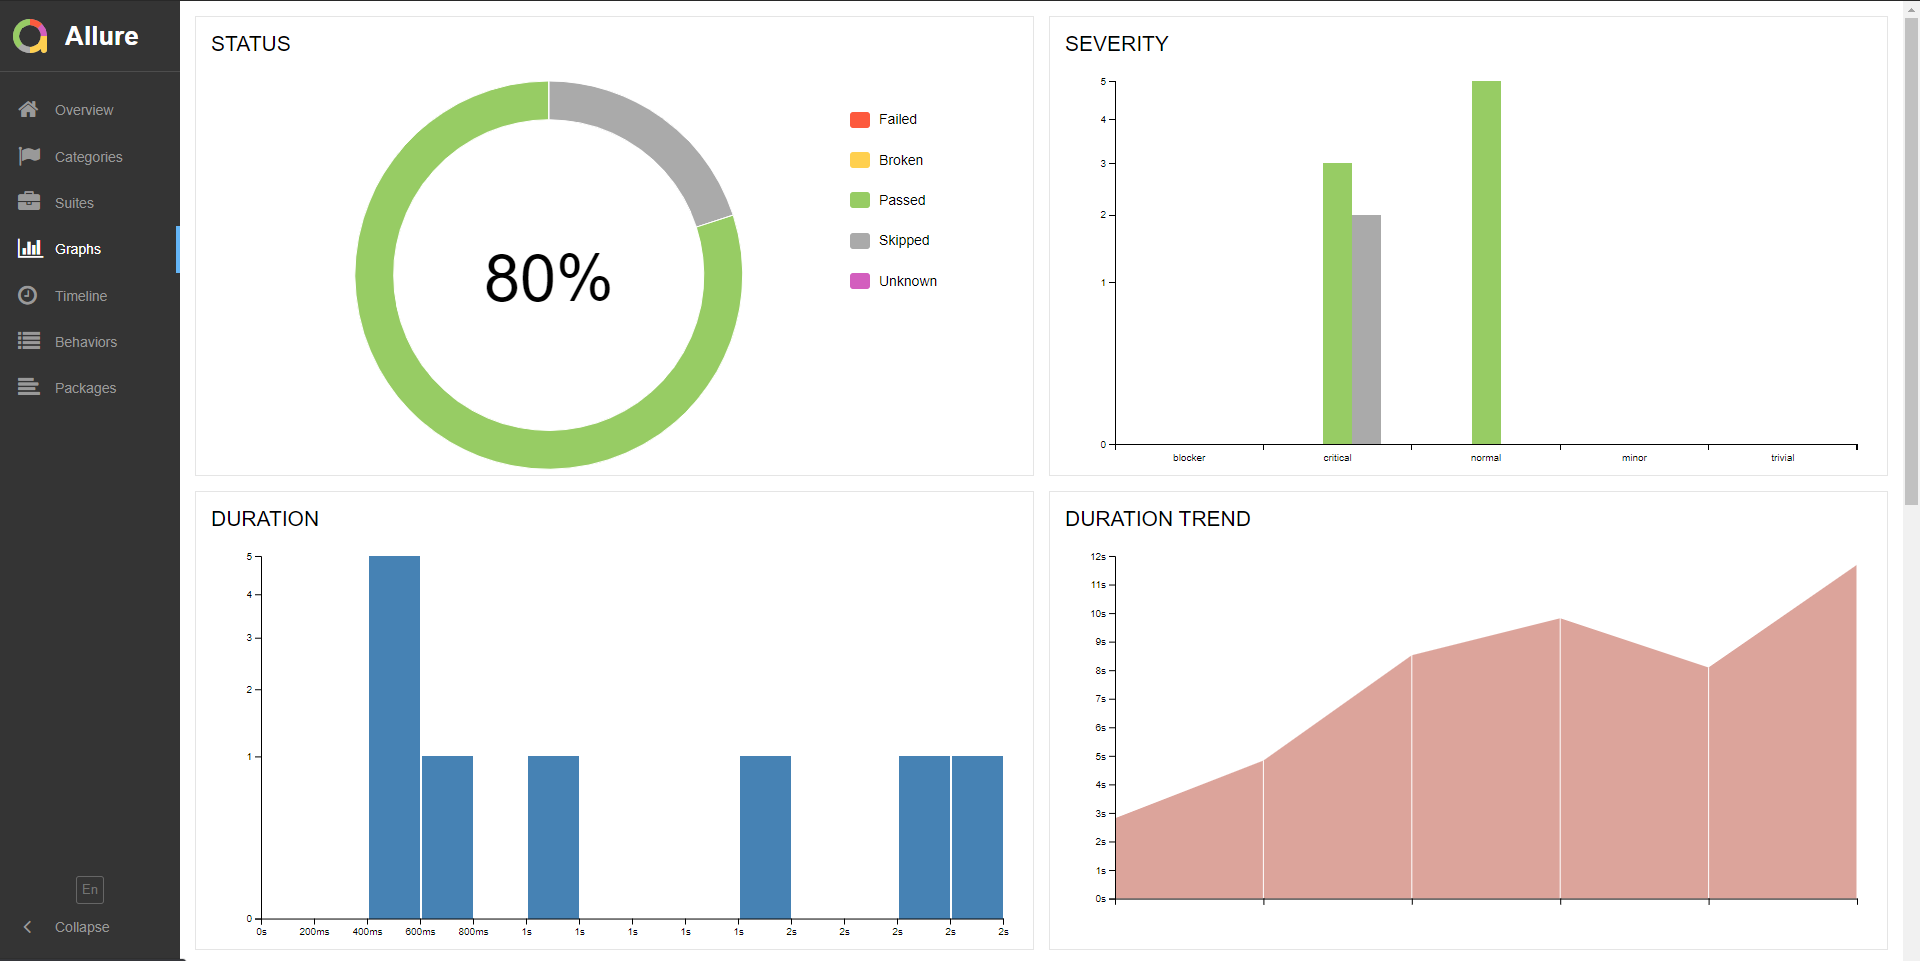 Allure
Overview
Categories
Suites
Graphs
Timeline
Behaviors
Packages
En
Collapse
STATUS
80%
Failed
Broken
Passed
Skipped
Unknown
SEVERITY
5
4
3
2
1
0
blocker critical normal minor trivial
DURATION
5
4
3
2
1
0
0s 200ms 400ms 600ms 800ms 1s 1s 1s 1s 1s 2s 2s 2s 2s 2s
DURATION TREND
12s
11s
10s
9s
8s
7s
6s
5s
4s
3s
2s
1s
0s